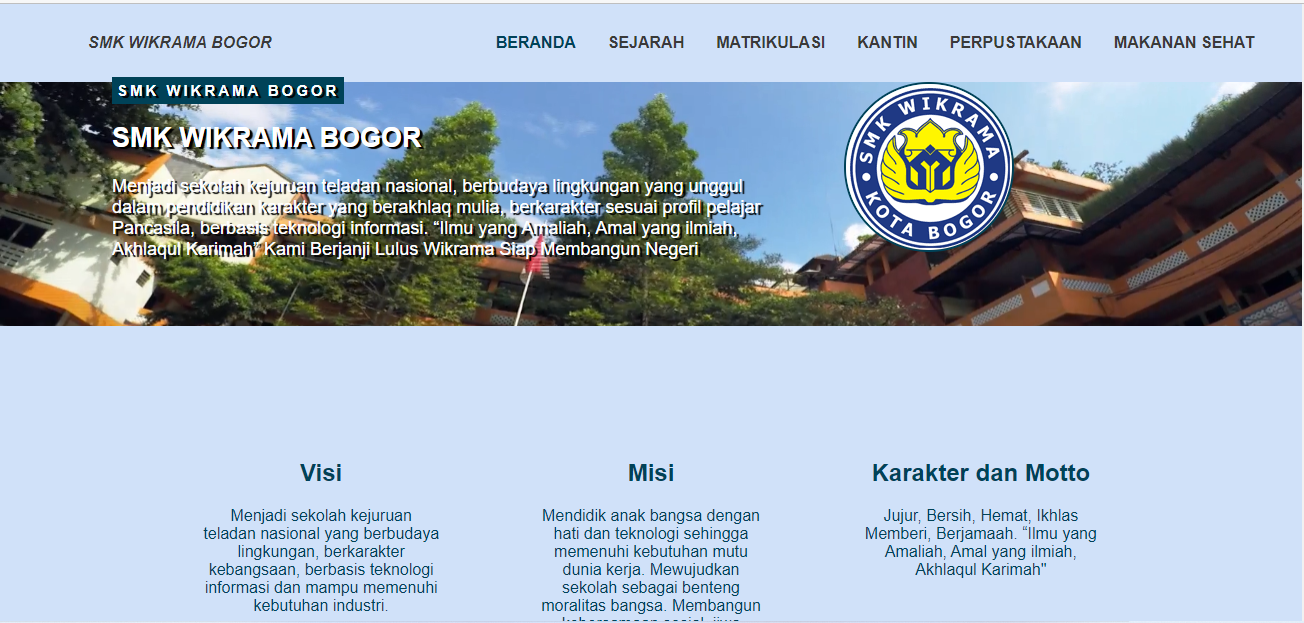 SMK WIKRAMA BOGOR
BERANDA SEJARAH MATRIKULASI KANTIN PERPUSTAKAAN MAKANAN SEHAT
SMK WIKRAMA BOGOR
SMK WIKRAMA BOGOR
Menjadi sekolah kejuruan teladan nasional, berbudaya lingkungan yang unggul
dalam pendidikan karakter yang berakhlaq mulia, berkarakter sesuai profil pelajar
Pancasila, berbasis teknologi informasi. “Ilmu yang Amaliah, Amal yang ilmiah,
Akhlaqul Karimah” Kami Berjanji Lulus Wikrama Siap Membangun Negeri
SMK WIKRAMA
KOTA BOGOR
Visi
Menjadi sekolah kejuruan
teladan nasional yang berbudaya
lingkungan, berkarakter
kebangsaan, berbasis teknologi
informasi dan mampu memenuhi
kebutuhan industri.
Misi
Mendidik anak bangsa dengan
hati dan teknologi sehingga
memenuhi kebutuhan mutu
dunia kerja. Mewujudkan
sekolah sebagai benteng
moralitas bangsa. Membangun
Karakter dan Motto
Jujur, Bersih, Hemat, Ikhlas
Memberi, Berjamaah. “Ilmu yang
Amaliah, Amal yang ilmiah,
Akhlaqul Karimah"